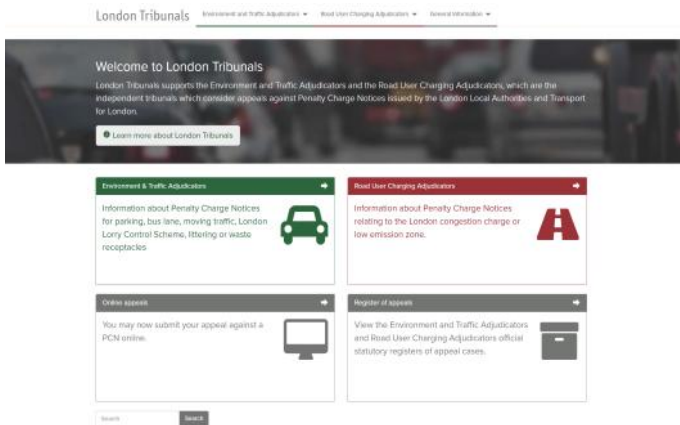 London Tribunals
Environment and Traffic Adjudicators
Road User Charging Adjudicators
General Information
Welcome to London Tribunals
London Tribunals supports the Environment and Traffic Adjudicators and the Road User Charging Adjudicators, which are the
independent tribunals which consider appeals against Penalty Charge Notices issued by the London Local Authorities and Transport
for London.
Learn more about London Tribunals
Environment & Traffic Adjudicators
Information about Penalty Charge Notices
for parking, bus lane, moving traffic, London
Lorry Control Scheme, littering or waste
receptacles
Road User Charging Adjudicators
Information about Penalty Charge Notices
relating to the London congestion charge or
low emission zone.
Online appeals
You may now submit your appeal against a
PCN online.
Register of appeals
View the Environment and Traffic Adjudicators
and Road User Charging Adjudicators official
statutory registers of appeal cases.
Search
Search